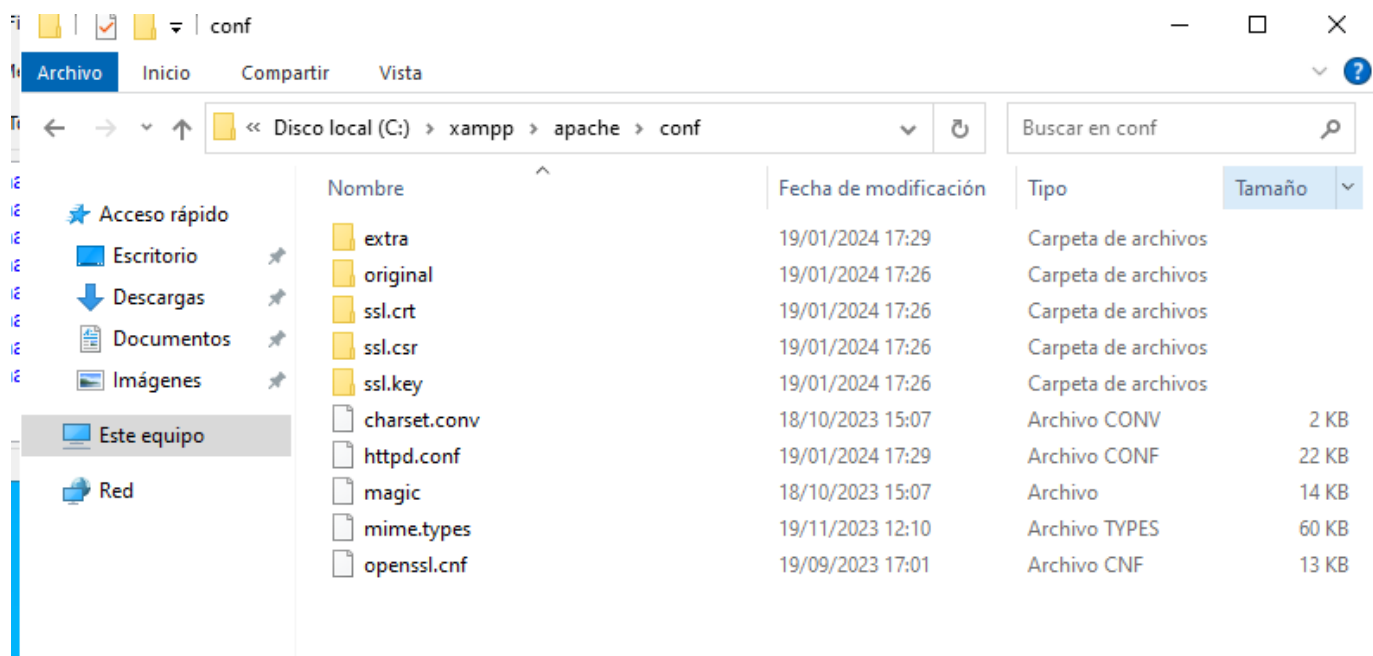 conf
Archivo Inicio Compartir Vista
« Disco local (C:) > xampp > apache > conf
Buscar en conf
Acceso rápido
Escritorio
Descargas
Documentos
Imágenes
Este equipo
Red
Nombre Fecha de modificación Tipo Tamaño
extra 19/01/2024 17:29 Carpeta de archivos
original 19/01/2024 17:26 Carpeta de archivos
ssl.crt 19/01/2024 17:26 Carpeta de archivos
ssl.csr 19/01/2024 17:26 Carpeta de archivos
ssl.key 19/01/2024 17:26 Carpeta de archivos
charset.conv 18/10/2023 15:07 Archivo CONV 2 KB
httpd.conf 19/01/2024 17:29 Archivo CONF 22 KB
magic 18/10/2023 15:07 Archivo 14 KB
mime.types 19/11/2023 12:10 Archivo TYPES 60 KB
openssl.cnf 19/09/2023 17:01 Archivo CNF 13 KB